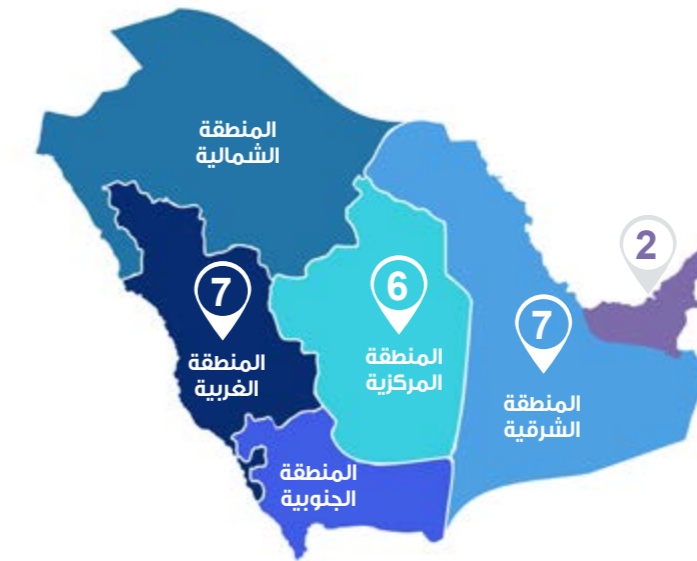 المنطقة
الشمالية
2
7
6
7
المنطقة
الغربية
المنطقة
المركزية
المنطقة
الشرقية
المنطقة
الجنوبية